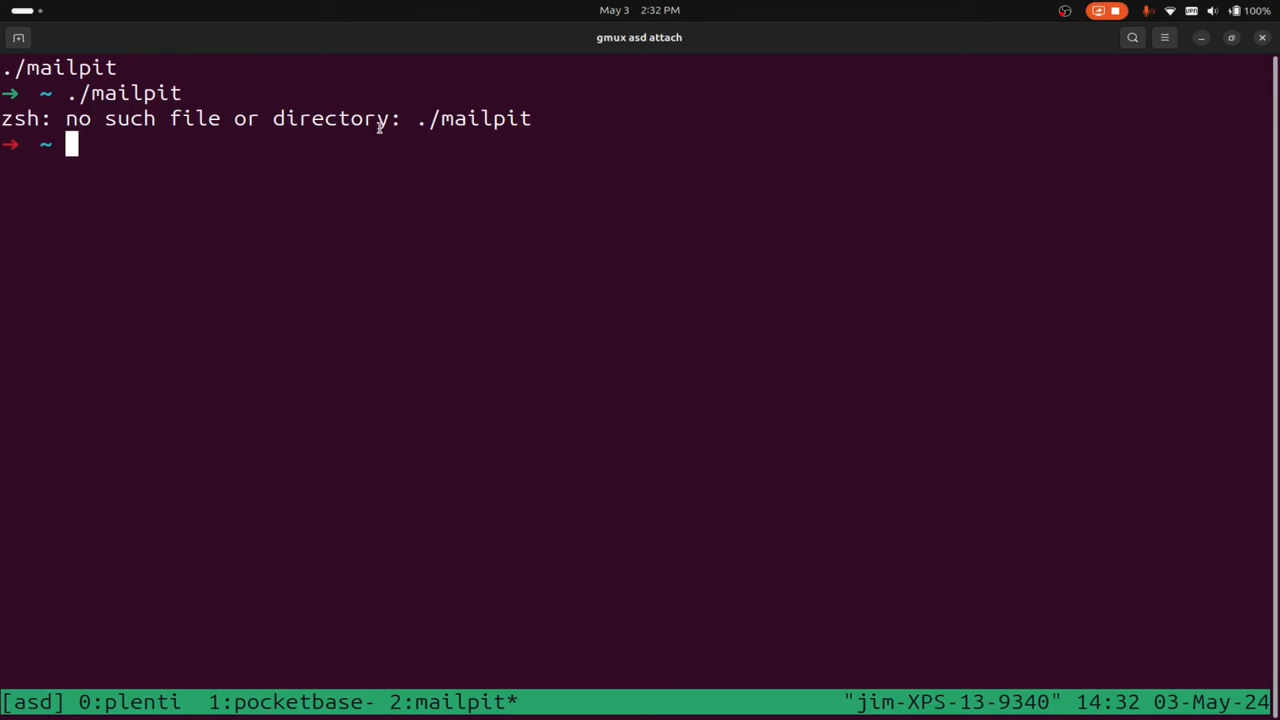 May 3 2:32 PM
100%
gmux asd attach
./mailpit
→ ~ ./mailpit
zsh: no such file or directory: ./mailpit
→ ~
[asd] 0:plenti 1:pocketbase- 2:mailpit* "jim-XPS-13-9340" 14:32 03-May-24